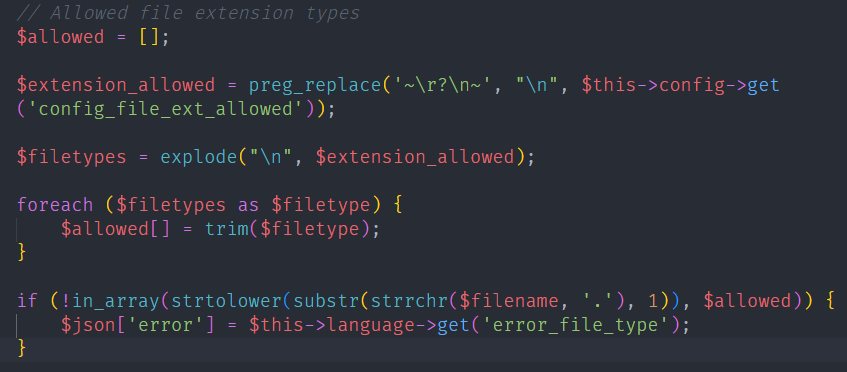 // Allowed file extension types
$allowed = [];
$extension_allowed = preg_replace('~\r?\n~', "\n", $this->config->get
('config_file_ext_allowed'));
$filetypes = explode("\n", $extension_allowed);
foreach ($filetypes as $filetype) {
    $allowed[] = trim($filetype);
}
if (!in_array(strtolower(substr(strrchr($filename, '.'), 1)), $allowed)) {
    $json['error'] = $this->language->get('error_file_type');
}